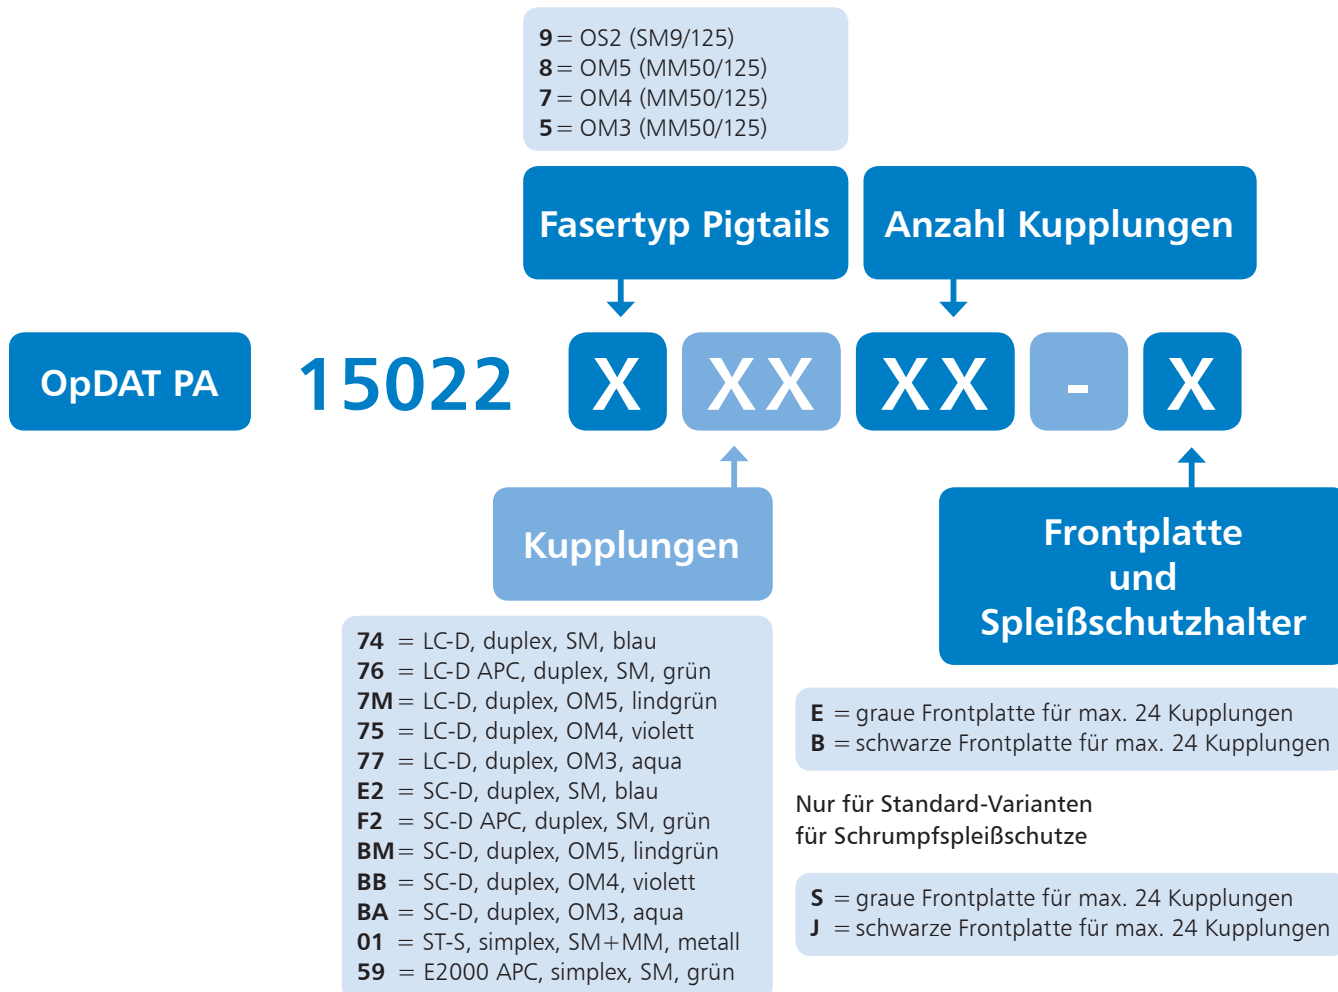 9 = OS2 (SM9/125)
8 = OM5 (MM50/125)
7 = OM4 (MM50/125)
5 = OM3 (MM50/125)
Fasertyp Pigtails
Anzahl Kupplungen
OpDAT PA 15022 X XX XX - X
Kupplungen
Frontplatte
und
Spleißschutzhalter
74 = LC-D, duplex, SM, blau
76 = LC-D APC, duplex, SM, grün
7M = LC-D, duplex, OM5, lindgrün
75 = LC-D, duplex, OM4, violett
77 = LC-D, duplex, OM3, aqua
E2 = SC-D, duplex, SM, blau
F2 = SC-D APC, duplex, SM, grün
BM = SC-D, duplex, OM5, lindgrün
BB = SC-D, duplex, OM4, violett
BA = SC-D, duplex, OM3, aqua
01 = ST-S, simplex, SM+MM, metall
59 = E2000 APC, simplex, SM, grün
E = graue Frontplatte für max. 24 Kupplungen
B = schwarze Frontplatte für max. 24 Kupplungen
Nur für Standard-Varianten
für Schrumpfspleißschutze
S = graue Frontplatte für max. 24 Kupplungen
J = schwarze Frontplatte für max. 24 Kupplungen